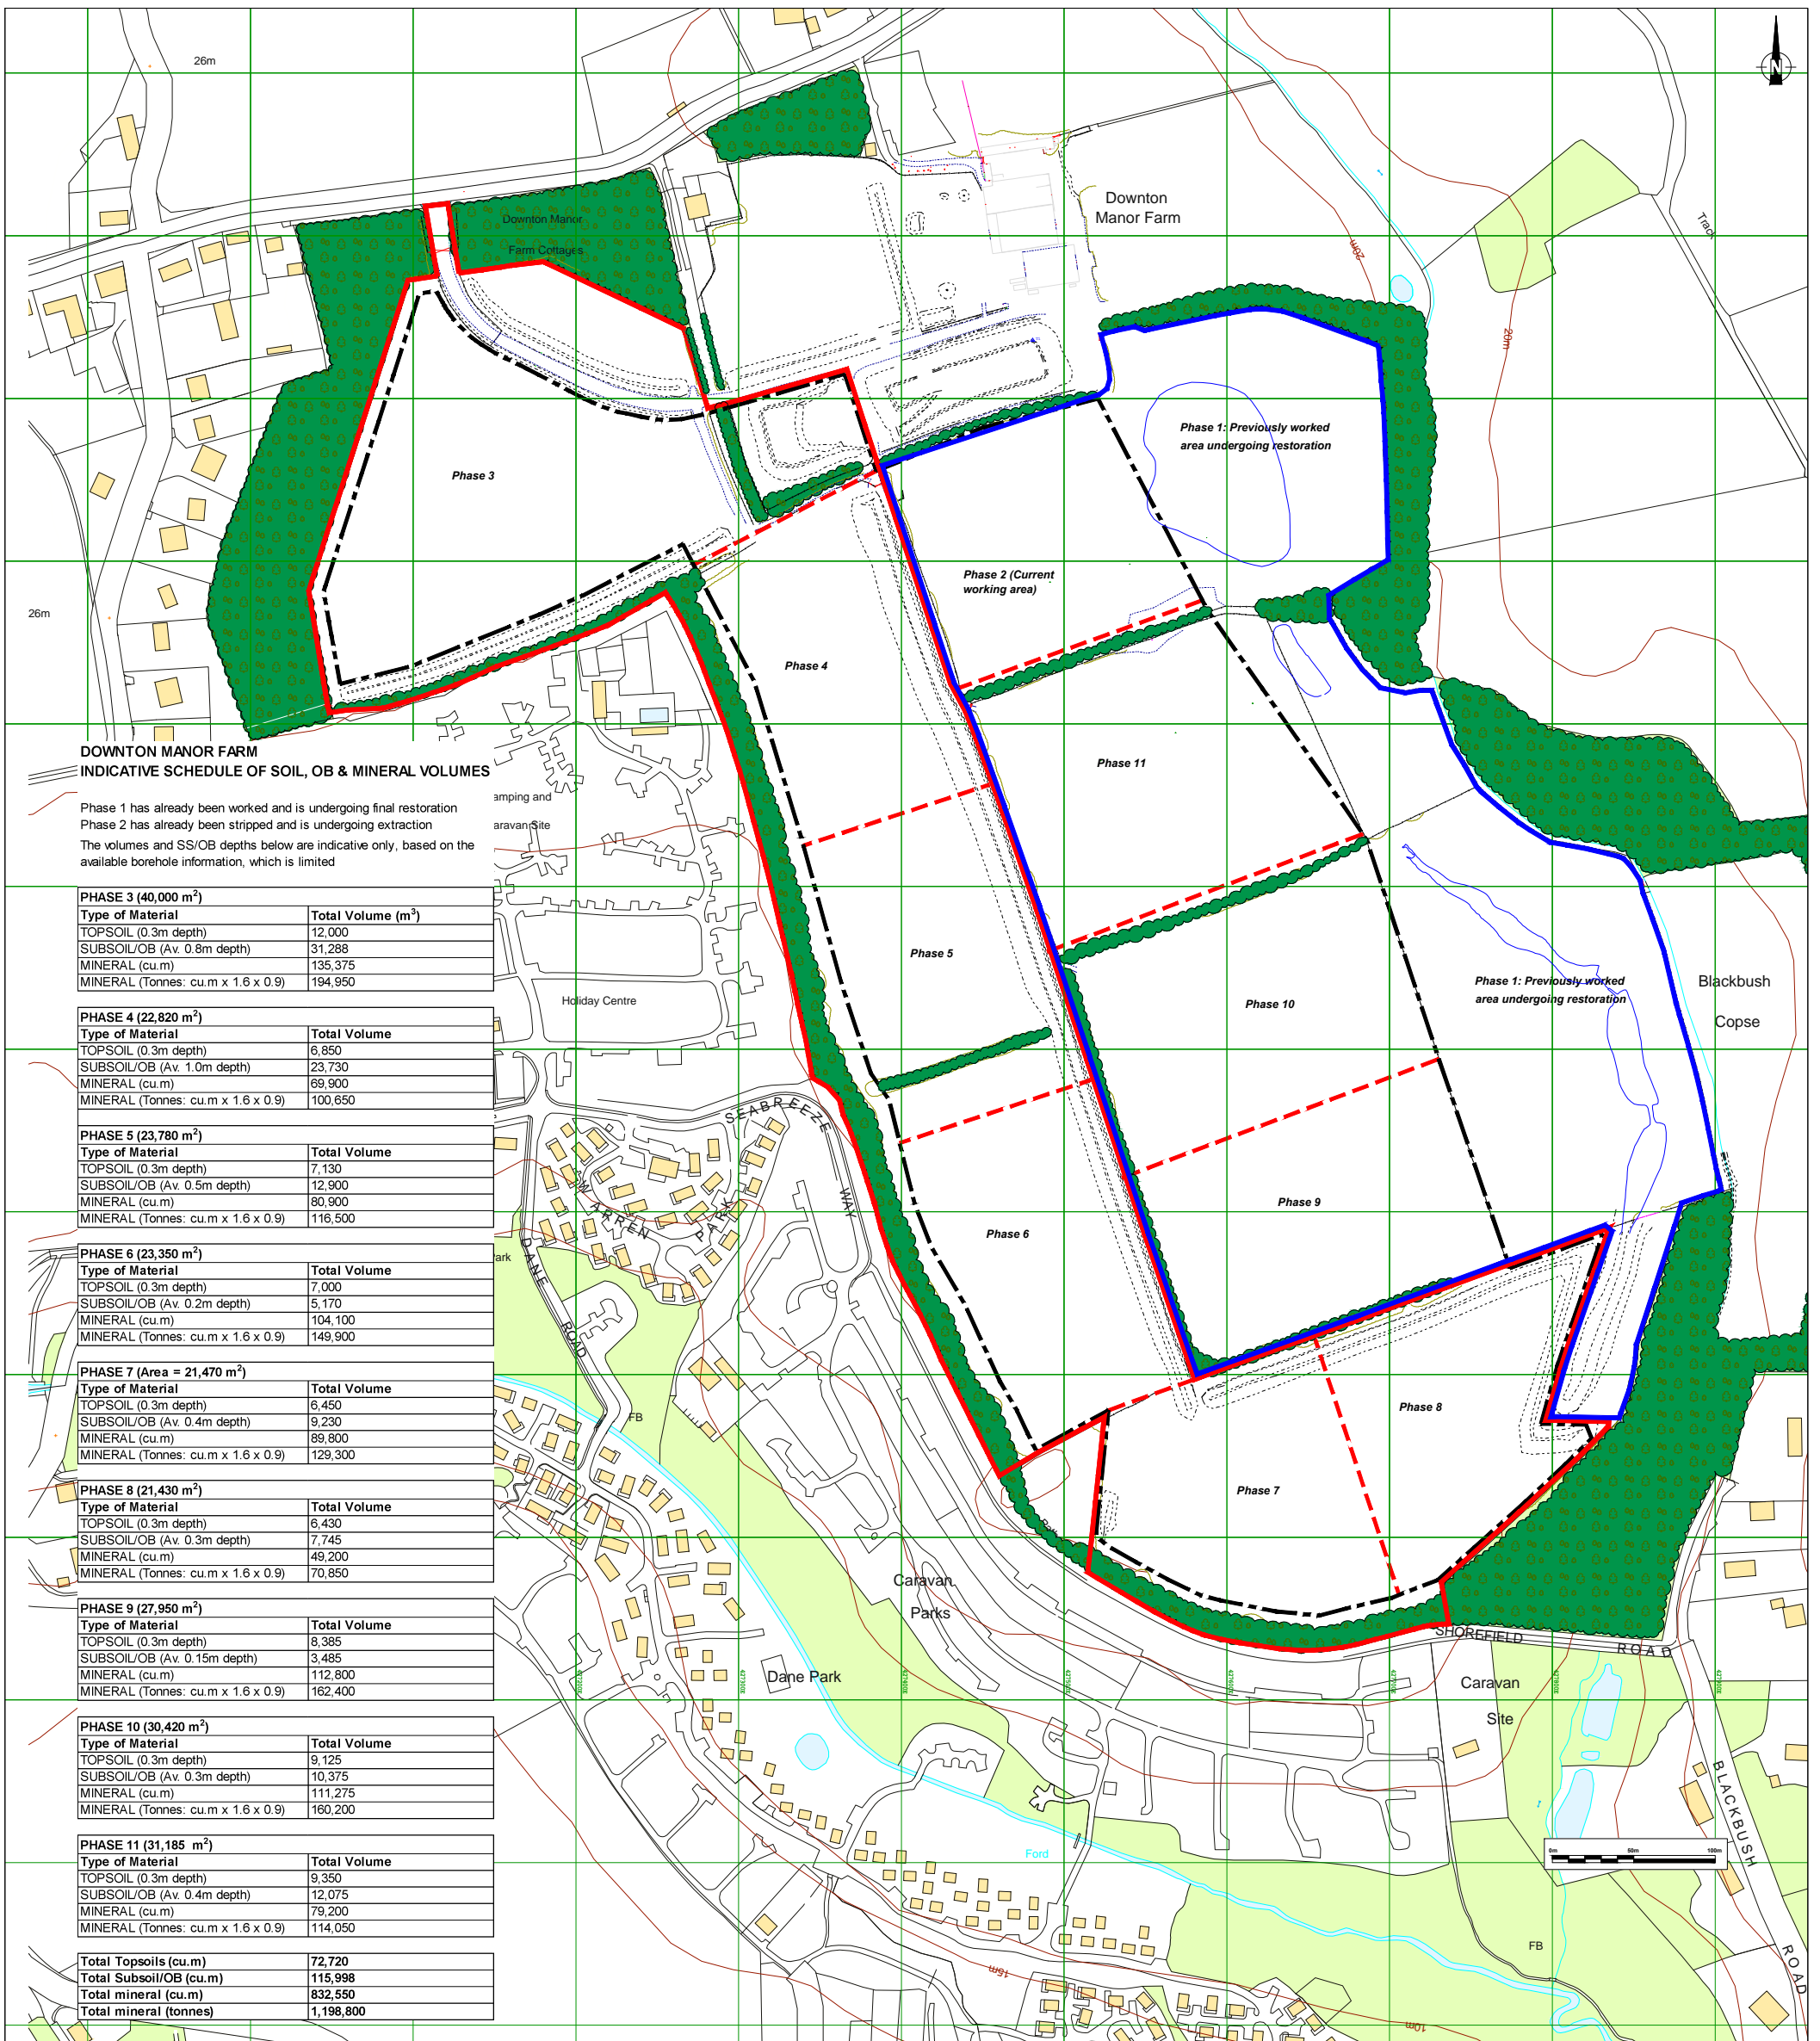 26m
N
Downton
Manor Farm
Track
20m
20m
Downton Manor
Farm Cottages
Phase 1: Previously worked
area undergoing restoration
Phase 3
Phase 2 (Current
working area)
26m
Phase 4
Phase 11
DOWNTON MANOR FARM
INDICATIVE SCHEDULE OF SOIL, OB & MINERAL VOLUMES
Phase 1 has already been worked and is undergoing final restoration
Phase 2 has already been stripped and is undergoing extraction
The volumes and SS/OB depths below are indicative only, based on the
available borehole information, which is limited
PHASE 3 (40,000 m²)
Type of Material Total Volume (m³)
TOPSOIL (0.3m depth) 12,000
SUBSOIL/OB (Av. 0.8m depth) 31,288
MINERAL (cu.m) 135,375
MINERAL (Tonnes: cu.m x 1.6 x 0.9) 194,950
PHASE 4 (22,820 m²)
Type of Material Total Volume
TOPSOIL (0.3m depth) 6,850
SUBSOIL/OB (Av. 1.0m depth) 23,730
MINERAL (cu.m) 69,900
MINERAL (Tonnes: cu.m x 1.6 x 0.9) 100,650
PHASE 5 (23,780 m²)
Type of Material Total Volume
TOPSOIL (0.3m depth) 7,130
SUBSOIL/OB (Av. 0.5m depth) 12,900
MINERAL (cu.m) 80,900
MINERAL (Tonnes: cu.m x 1.6 x 0.9) 116,500
PHASE 6 (23,350 m²)
Type of Material Total Volume
TOPSOIL (0.3m depth) 7,000
SUBSOIL/OB (Av. 0.2m depth) 5,170
MINERAL (cu.m) 104,100
MINERAL (Tonnes: cu.m x 1.6 x 0.9) 149,900
PHASE 7 (Area = 21,470 m²)
Type of Material Total Volume
TOPSOIL (0.3m depth) 6,450
SUBSOIL/OB (Av. 0.4m depth) 9,230
MINERAL (cu.m) 89,800
MINERAL (Tonnes: cu.m x 1.6 x 0.9) 129,300
PHASE 8 (21,430 m²)
Type of Material Total Volume
TOPSOIL (0.3m depth) 6,430
SUBSOIL/OB (Av. 0.3m depth) 7,745
MINERAL (cu.m) 49,200
MINERAL (Tonnes: cu.m x 1.6 x 0.9) 70,850
PHASE 9 (27,950 m²)
Type of Material Total Volume
TOPSOIL (0.3m depth) 8,385
SUBSOIL/OB (Av. 0.15m depth) 3,485
MINERAL (cu.m) 112,800
MINERAL (Tonnes: cu.m x 1.6 x 0.9) 162,400
PHASE 10 (30,420 m²)
Type of Material Total Volume
TOPSOIL (0.3m depth) 9,125
SUBSOIL/OB (Av. 0.3m depth) 10,375
MINERAL (cu.m) 111,275
MINERAL (Tonnes: cu.m x 1.6 x 0.9) 160,200
PHASE 11 (31,185 m²)
Type of Material Total Volume
TOPSOIL (0.3m depth) 9,350
SUBSOIL/OB (Av. 0.4m depth) 12,075
MINERAL (cu.m) 79,200
MINERAL (Tonnes: cu.m x 1.6 x 0.9) 114,050
Total Topsoils (cu.m) 72,720
Total Subsoil/OB (cu.m) 115,998
Total mineral (cu.m) 832,550
Total mineral (tonnes) 1,198,800
amping and
aravan Site
Holiday Centre
Phase 5
Phase 10
Phase 1: Previously worked
area undergoing restoration
Blackbush
Copse
SEABREEZE
WAY
WARREN
PARK
ark
DANE
ROAD
FB
Phase 6
Phase 9
Phase 8
Phase 7
Caravan
Parks
Dane Park
SHOREFIELD ROAD
Caravan
Site
BLACKBUSH
ROAD
0m 50m 100m
Ford
FB
15m
10m